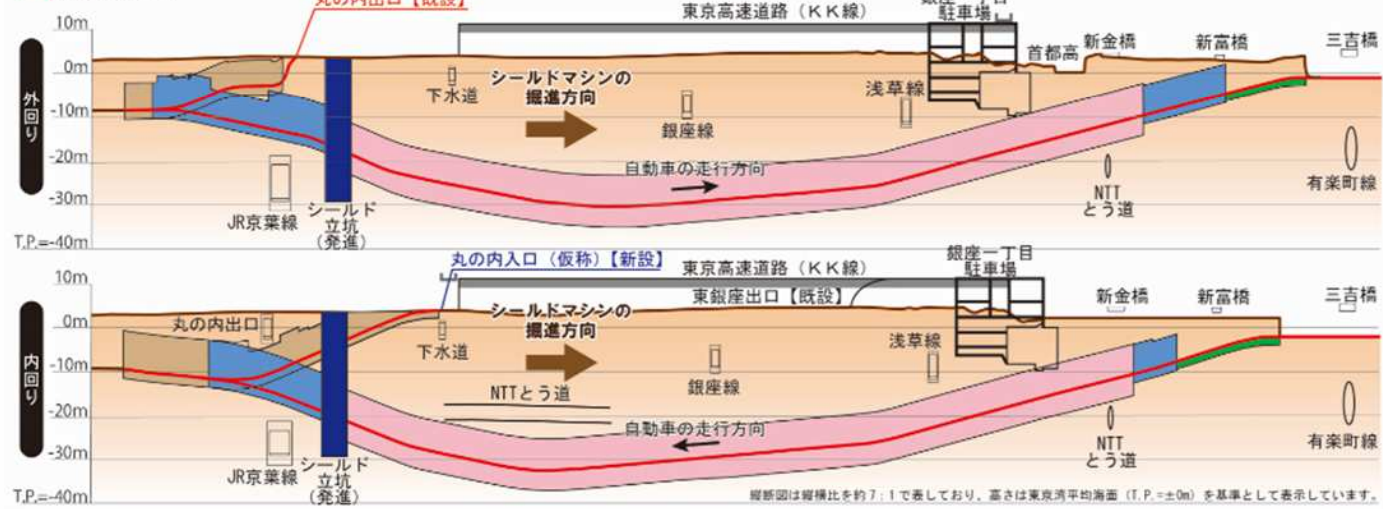 丸の内出口【既設】
東京高速道路（ＫＫ線）
駐車場
10m
0m
-10m
-20m
-30m
T.P.=-40m
外回り
下水道
シールドマシンの
掘進方向
銀座線
浅草線
首都高
新金橋
新富橋
三吉橋
自動車の走行方向
JR京葉線
シールド
立坑
(発進)
NTT
とう道
有楽町線
丸の内入口（仮称）【新設】
東京高速道路（ＫＫ線）
銀座一丁目
駐車場
東銀座出口【既設】
10m
0m
-10m
-20m
-30m
T.P.=-40m
内回り
丸の内出口
下水道
シールドマシンの
掘進方向
NTTとう道
銀座線
浅草線
新金橋
新富橋
三吉橋
自動車の走行方向
JR京葉線
シールド
立坑
(発進)
NTT
とう道
有楽町線
縦断図は縦横比を約7：1で表しており、高さは東京湾平均海面（T.P.=±0m）を基準として表示しています。